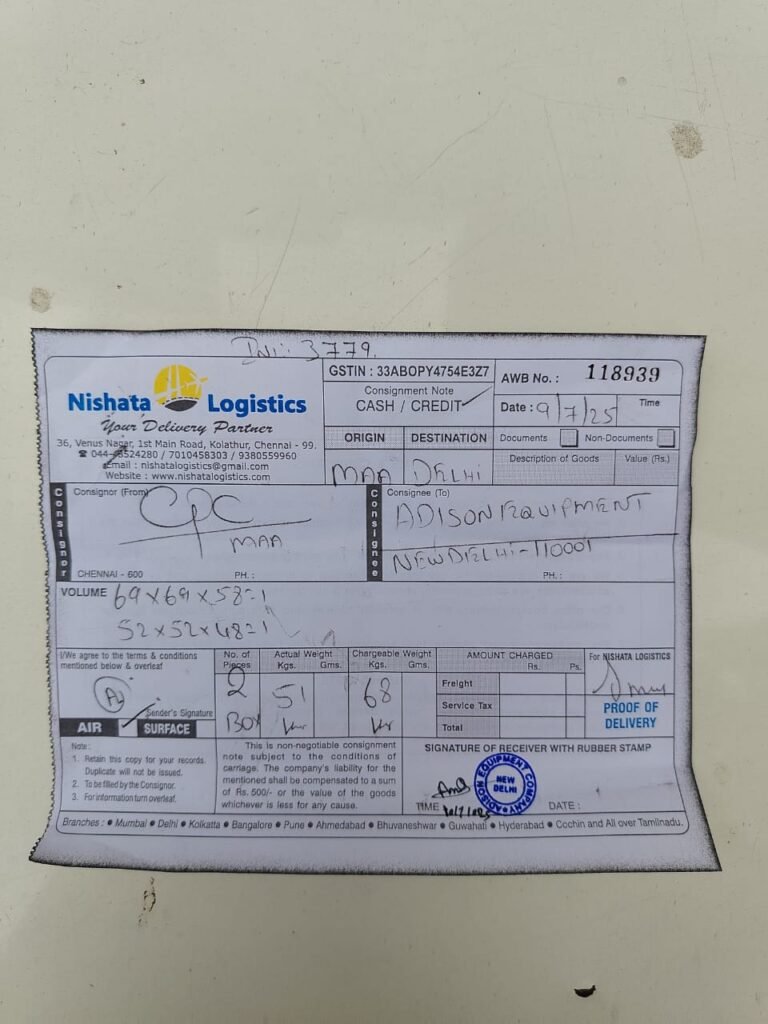 Inv: 3779.
Nishata Logistics
Your Delivery Partner
36, Venus Nagar, 1st Main Road, Kolathur, Chennai - 99.
☎ 044- 3524280 / 7010458303 / 9380559960
Email : nishatalogistics@gmail.com
Website : www.nishatalogistics.com
GSTIN : 33ABOPY4754E3Z7
Consignment Note
CASH / CREDIT
AWB No. : 118939
Date : 9/7/25 Time
ORIGIN DESTINATION
MAA DELHI
Documents Non-Documents
Description of Goods Value (Rs.)
Consignor
Consignor (From)
CPC
MAA
CHENNAI - 600 PH. :
Consignee
Consignee (To)
ADISON EQUIPMENT
NEW DELHI - 110001
PH. :
VOLUME 69 x 69 x 58 = 1
52 x 52 x 48 = 1
I/We agree to the terms & conditions
mentioned below & overleaf
Sender's Signature
AIR SURFACE
No. of Pieces
2
BOX
Actual Weight
Kgs. Gms.
51
Chargeable Weight
Kgs. Gms.
68
AMOUNT CHARGED
Rs. Ps.
Freight
Service Tax
Total
For NISHATA LOGISTICS
PROOF OF
DELIVERY
Note :
1. Retain this copy for your records.
Duplicate will not be issued.
2. To be filled by the Consignor.
3. For information turn overleaf.
This is non-negotiable consignment
note subject to the conditions of
carriage. The company's liability for the
mentioned shall be compensated to a sum
of Rs. 500/- or the value of the goods
whichever is less for any cause.
SIGNATURE OF RECEIVER WITH RUBBER STAMP
ADISON EQUIPMENT COMPANY
NEW
DELHI
TIME 10/7/2025 DATE :
Branches : • Mumbai • Delhi • Kolkatta • Bangalore • Pune • Ahmedabad • Bhuvaneshwar • Guwahati • Hyderabad • Cochin and All over Tamilnadu.